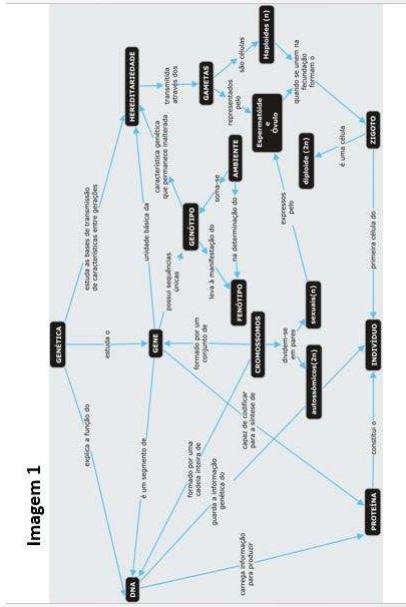 Imagem 1
GENÉTICA
explica a função do
estuda o
estuda as bases de transmissão
de características entre gerações
DNA
GENE
HEREDITARIEDADE
é um segmento de
unidade básica da
possui sequências
únicas
característica genética
que permanece inalterada
transmitida
através dos
GENÓTIPO
GAMETAS
formado por um
conjunto de
leva à manifestação do
soma-se
AMBIENTE
representados
pelo
são células
Haploides (n)
FENÓTIPO
na determinação do
Espermatóide
e
Óvulo
quando se unem na
fecundação
formam o
CROMOSSOMOS
formado por uma
cadeia inteira de
guarda a informação
genética do
capaz de codificar
para a síntese de
dividem-se
em pares
autossômicos(2n)
sexuais(n)
expressos
pelo
diploide (2n)
é uma célula
carrega informação
para produzir
PROTEÍNA
constitui o
INDIVÍDUO
primeira célula do
ZIGOTO